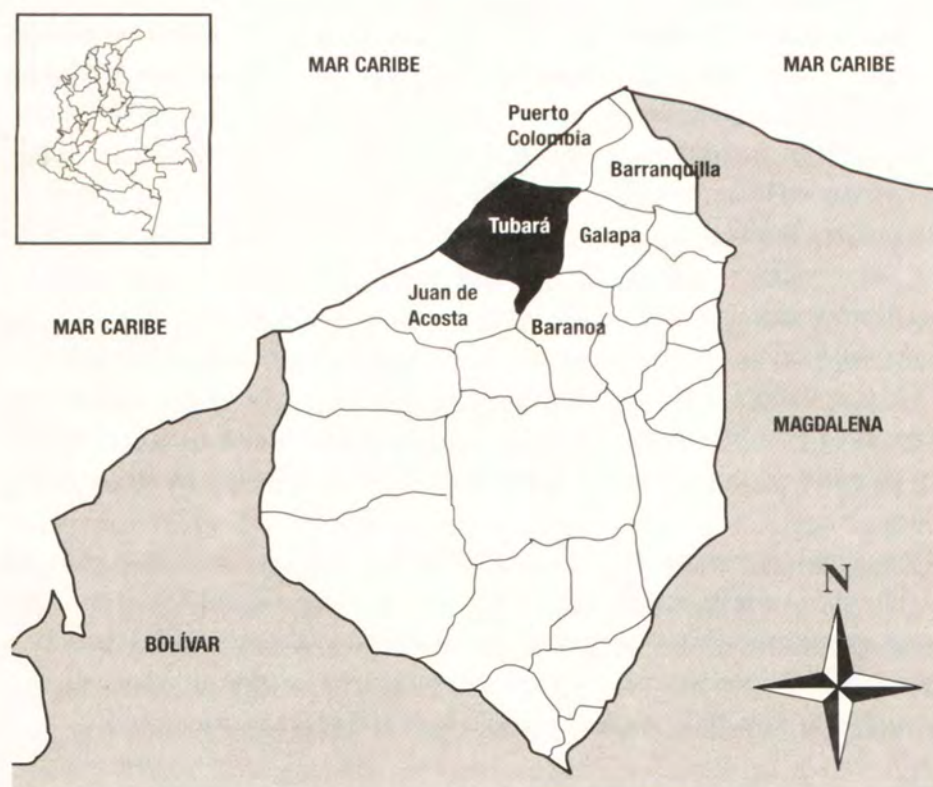 MAR CARIBE
MAR CARIBE
Puerto
Colombia
Barranquilla
Tubará
Galapa
Juan de
Acosta
Baranoa
MAR CARIBE
MAGDALENA
N
BOLÍVAR